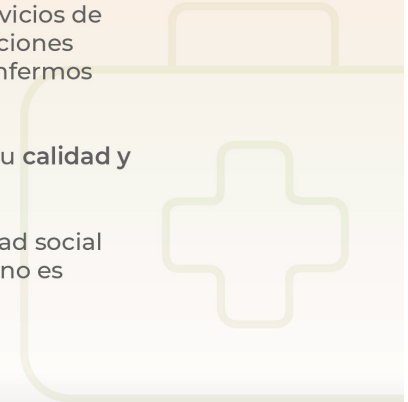 vicios de
ciones
nfermos
u calidad y
ad social
no es